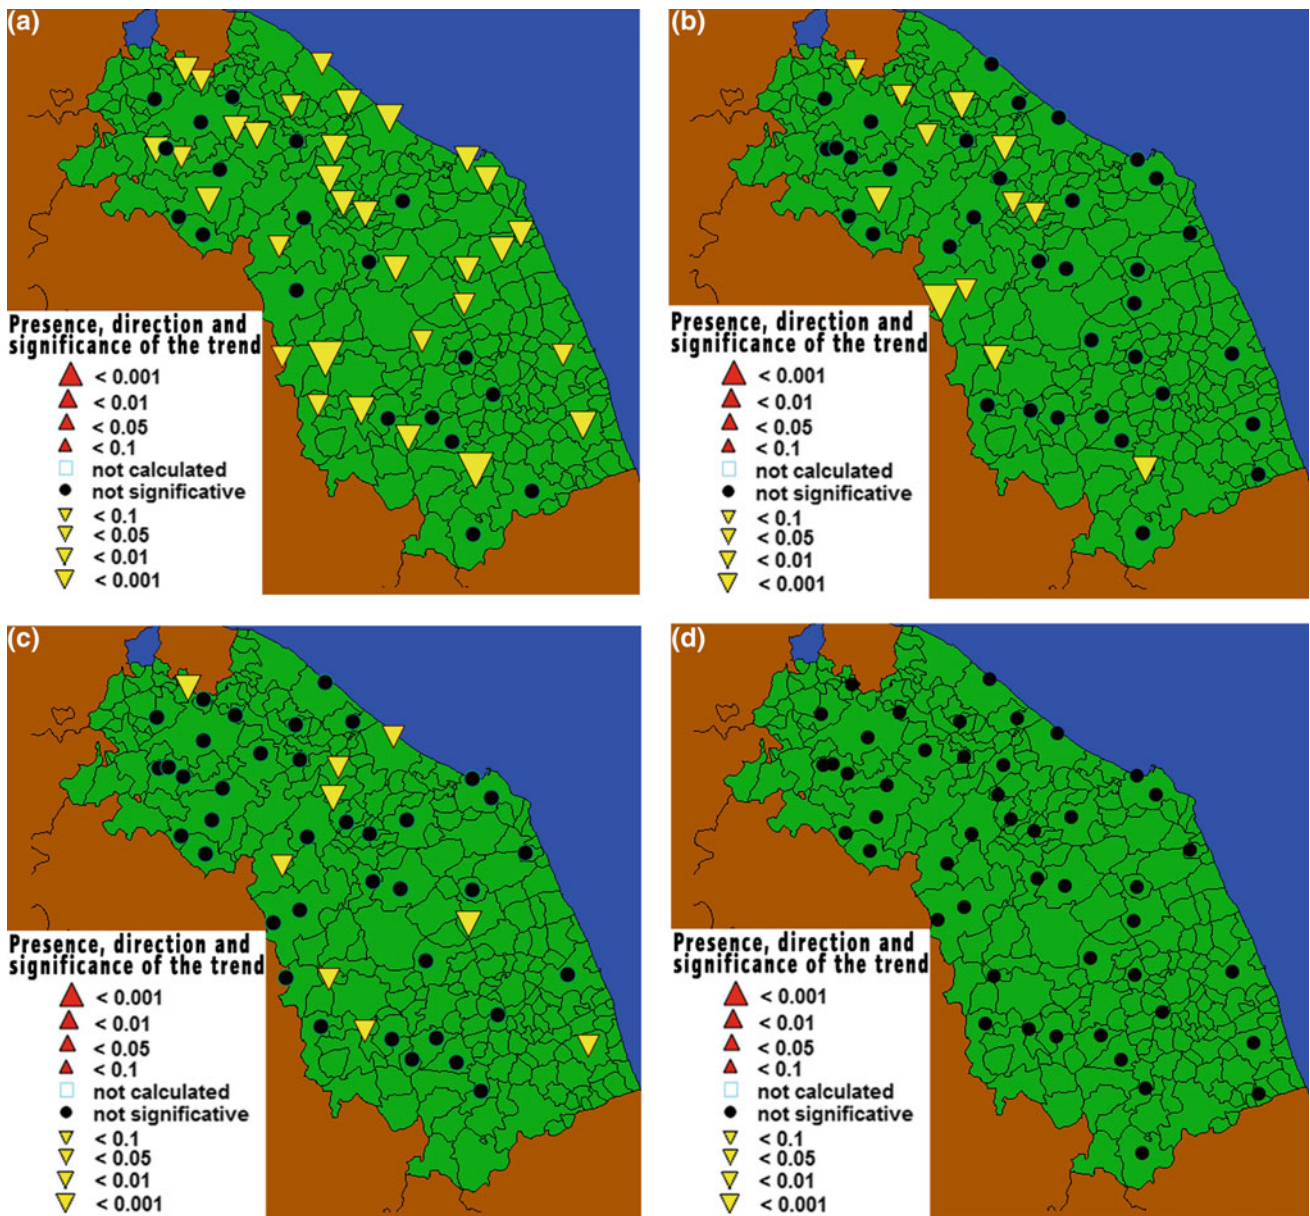 (a)
Presence, direction and
significance of the trend
< 0.001
< 0.01
< 0.05
< 0.1
not calculated
not significative
< 0.1
< 0.05
< 0.01
< 0.001
(b)
Presence, direction and
significance of the trend
< 0.001
< 0.01
< 0.05
< 0.1
not calculated
not significative
< 0.1
< 0.05
< 0.01
< 0.001
(c)
Presence, direction and
significance of the trend
< 0.001
< 0.01
< 0.05
< 0.1
not calculated
not significative
< 0.1
< 0.05
< 0.01
< 0.001
(d)
Presence, direction and
significance of the trend
< 0.001
< 0.01
< 0.05
< 0.1
not calculated
not significative
< 0.1
< 0.05
< 0.01
< 0.001